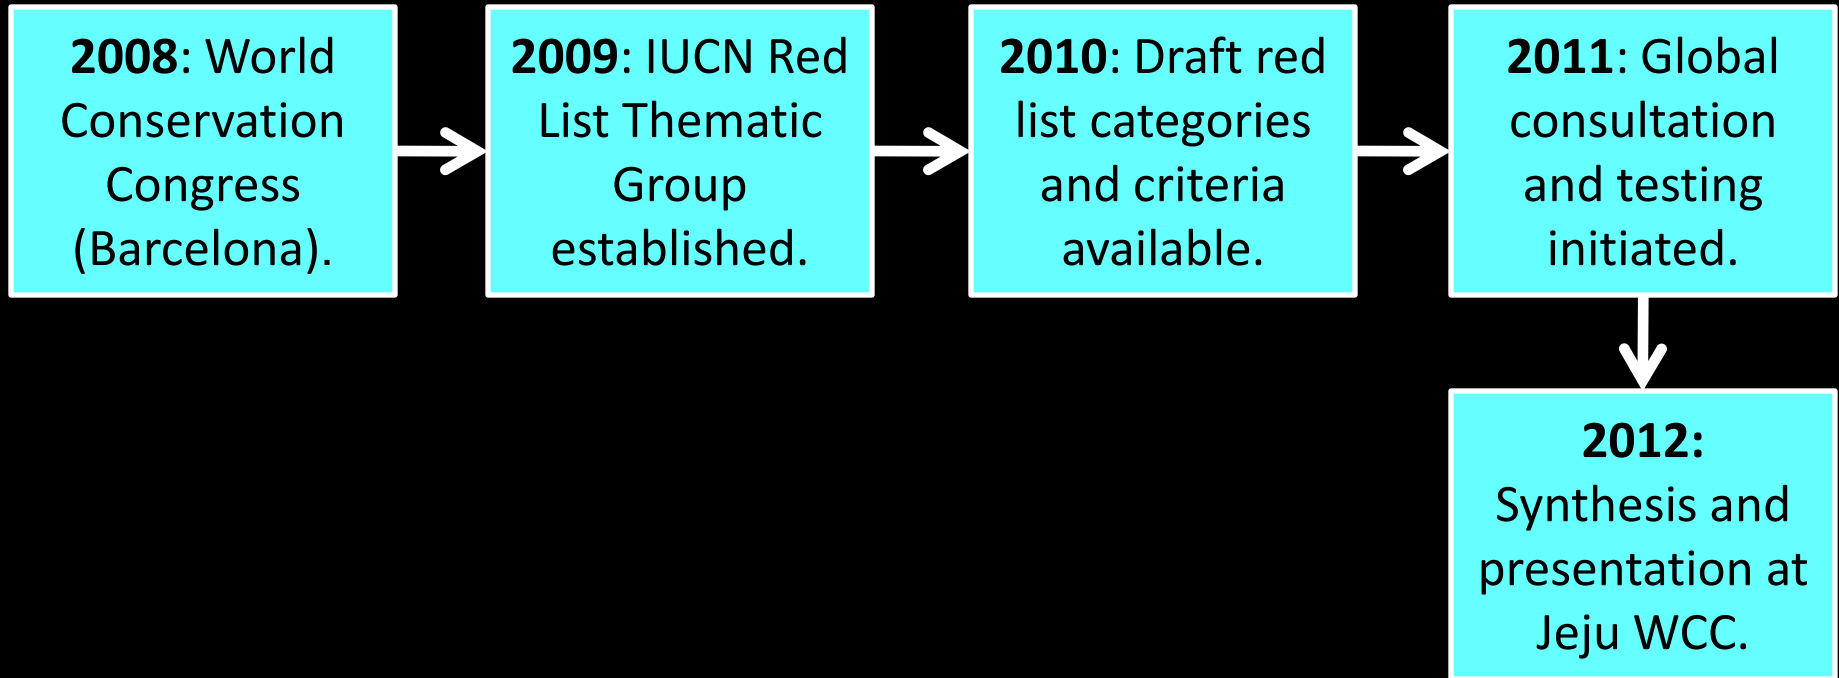 2008: World
Conservation
Congress
(Barcelona).
2009: IUCN Red
List Thematic
Group
established.
2010: Draft red
list categories
and criteria
available.
2011: Global
consultation
and testing
initiated.
2012:
Synthesis and
presentation at
Jeju WCC.